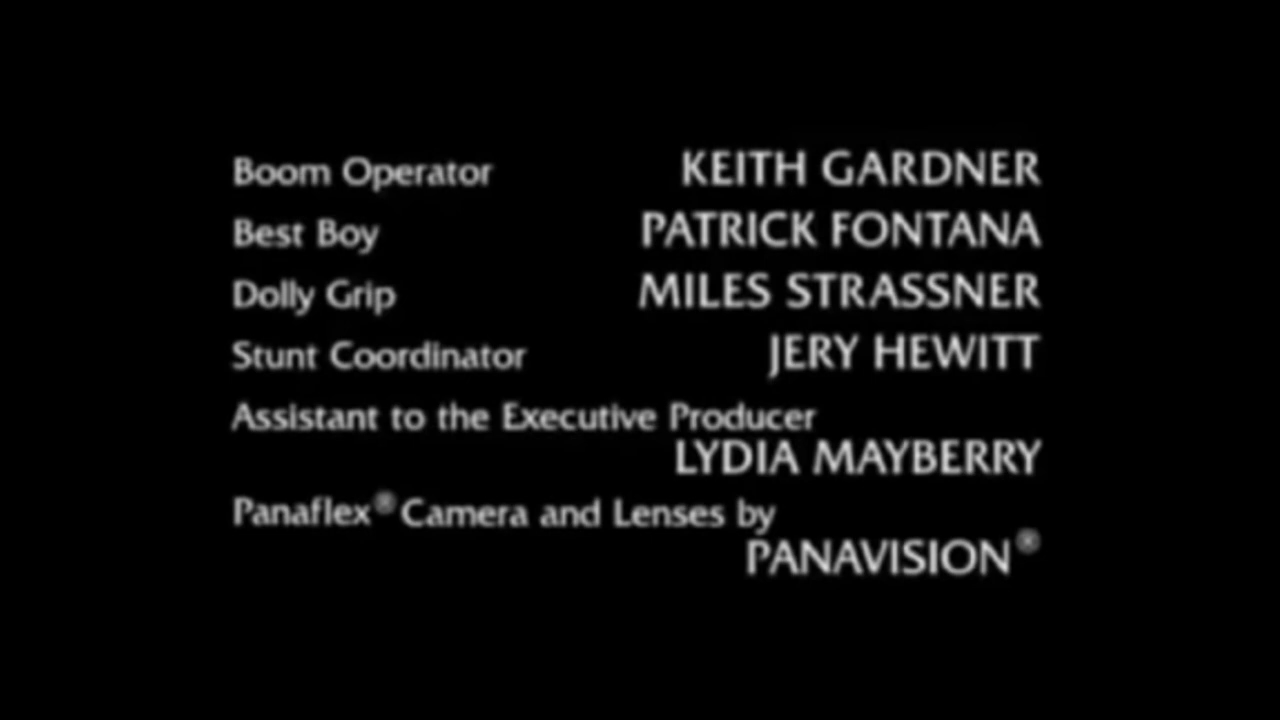 Boom Operator KEITH GARDNER
Best Boy PATRICK FONTANA
Dolly Grip MILES STRASSNER
Stunt Coordinator JERY HEWITT
Assistant to the Executive Producer
LYDIA MAYBERRY
Panaflex® Camera and Lenses by
PANAVISION®